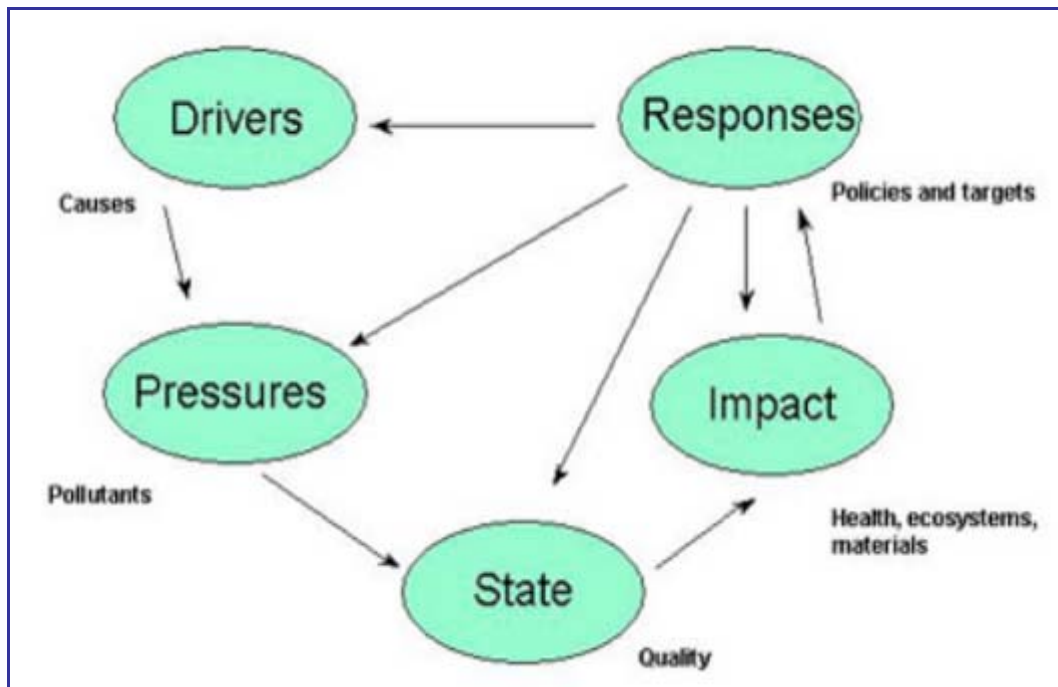 Drivers
Responses
Causes
Policies and targets
Pressures
Impact
Pollutants
Health, ecosystems,
materials
State
Quality